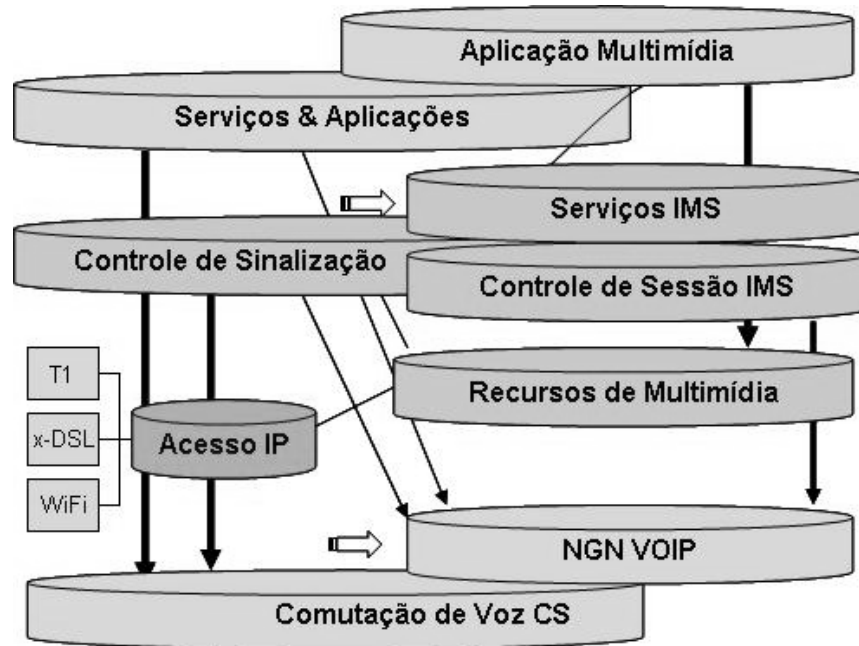 Aplicação Multimídia
Serviços & Aplicações
Serviços IMS
Controle de Sinalização
Controle de Sessão IMS
T1
Recursos de Multimídia
x-DSL
Acesso IP
WiFi
NGN VOIP
Comutação de Voz CS